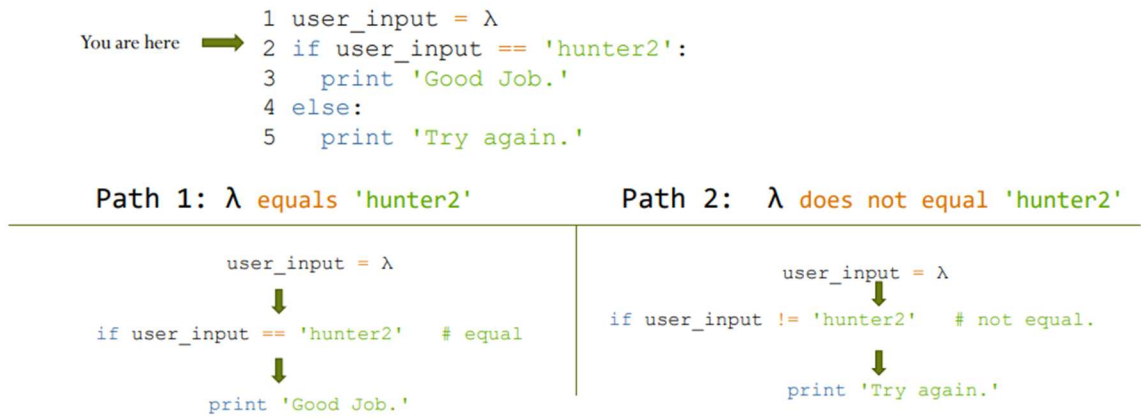 1 user_input = λ
You are here
2 if user_input == 'hunter2':
3 print 'Good Job.'
4 else:
5 print 'Try again.'
Path 1: λ equals 'hunter2'
Path 2: λ does not equal 'hunter2'
user_input = λ
if user_input == 'hunter2' # equal
print 'Good Job.'
user_input = λ
if user_input != 'hunter2' # not equal.
print 'Try again.'